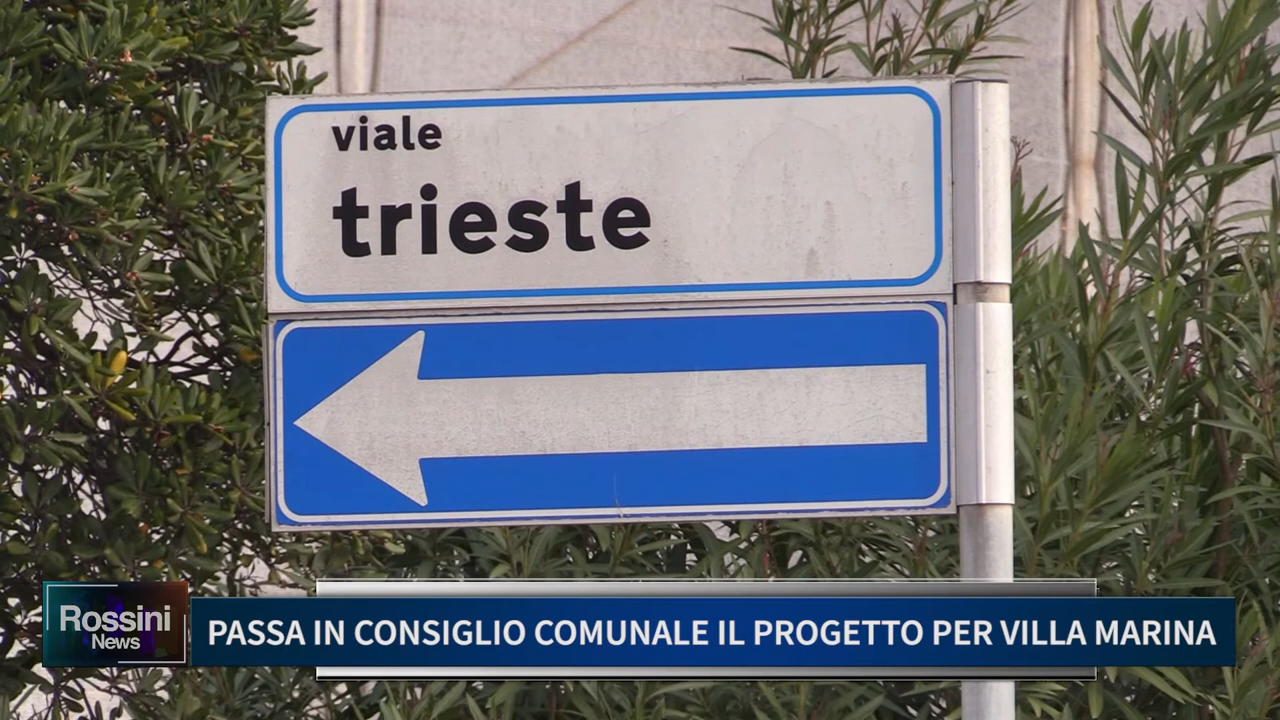 viale
trieste
Rossini
News
PASSA IN CONSIGLIO COMUNALE IL PROGETTO PER VILLA MARINA